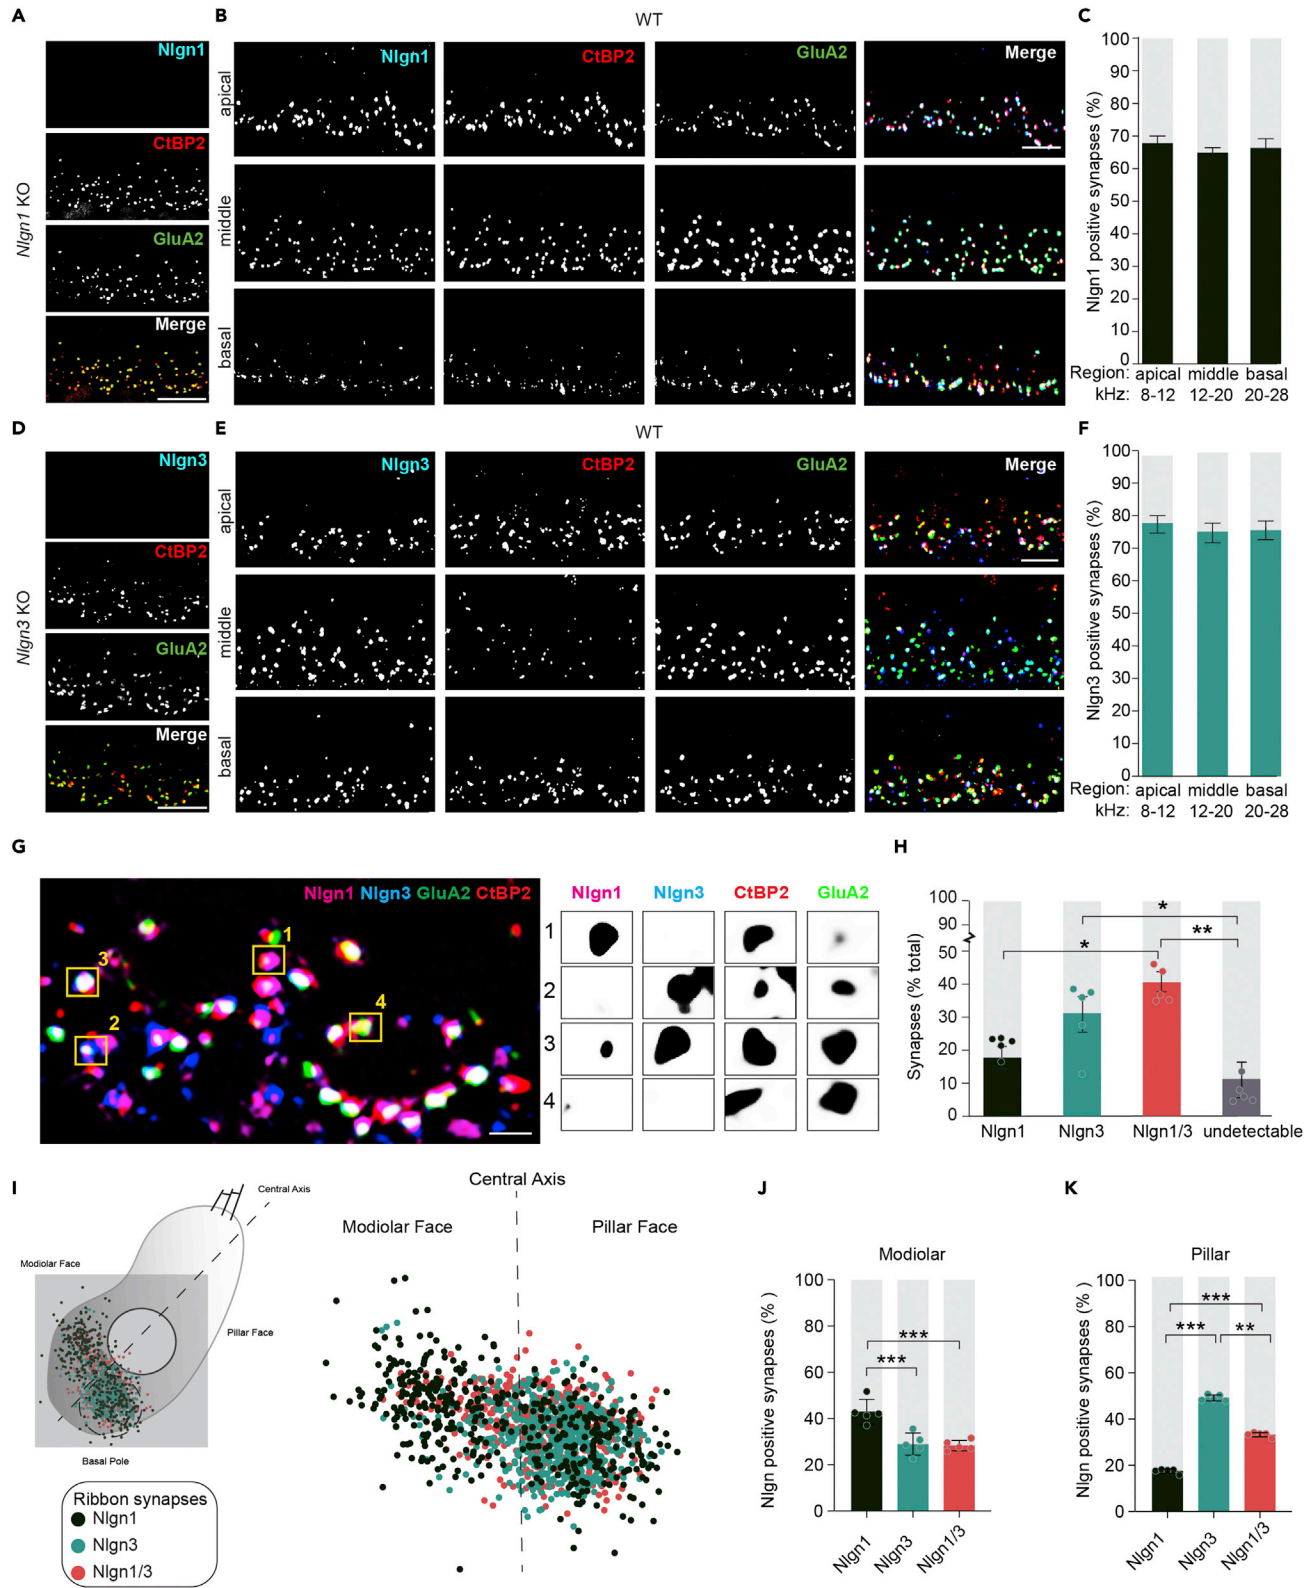 A
Nlgn1
CtBP2
GluA2
Merge
Nlgn1 KO
B
WT
Nlgn1
CtBP2
GluA2
Merge
apical
middle
basal
C
Nlgn1 positive synapses (%)
100
90
80
70
60
50
40
30
20
10
0
Region: apical middle basal
kHz: 8-12 12-20 20-28
D
Nlgn3
CtBP2
GluA2
Merge
Nlgn3 KO
E
WT
Nlgn3
CtBP2
GluA2
Merge
apical
middle
basal
F
Nlgn3 positive synapses (%)
100
90
80
70
60
50
40
30
20
10
0
Region: apical middle basal
kHz: 8-12 12-20 20-28
G
Nlgn1 Nlgn3 GluA2 CtBP2
1
2
3
4
Nlgn1 Nlgn3 CtBP2 GluA2
1
2
3
4
H
Synapses (% total)
100
90
50
40
30
20
10
0
*
*
**
Nlgn1 Nlgn3 Nlgn1/3 undetectable
I
Central Axis
Modiolar Face
Pillar Face
Basal Pole
Ribbon synapses
Nlgn1
Nlgn3
Nlgn1/3
Central Axis
Modiolar Face Pillar Face
J
Modiolar
Nlgn positive synapses (%)
100
80
60
40
20
0
***
***
Nlgn1 Nlgn3 Nlgn1/3
K
Pillar
Nlgn positive synapses (% )
100
80
60
40
20
0
***
*** **
Nlgn1 Nlgn3 Nlgn1/3